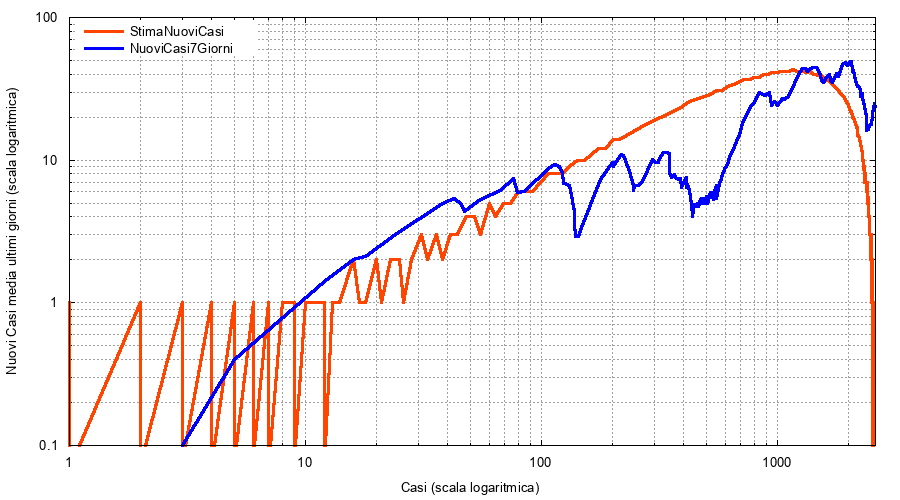 100
StimaNuoviCasi
NuoviCasi7Giorni
Nuovi Casi media ultimi giorni (scala logaritmica)
10
1
0.1
1 10 100 1000
Casi (scala logaritmica)